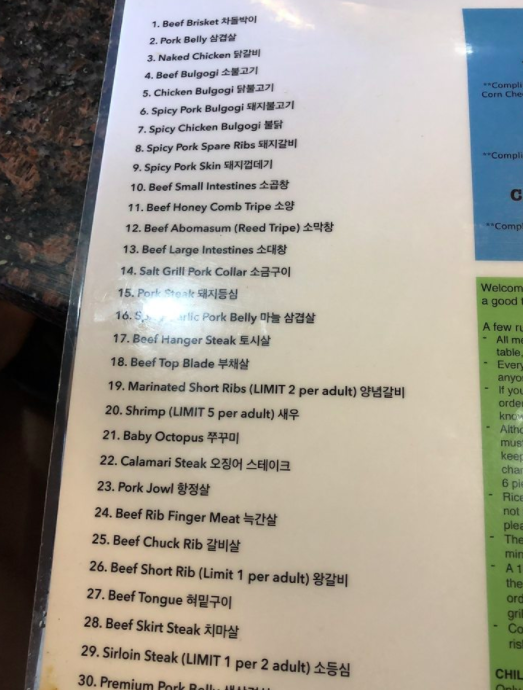 1. Beef Brisket 차돌박이
2. Pork Belly 삼겹살
3. Naked Chicken 닭갈비
4. Beef Bulgogi 소불고기
5. Chicken Bulgogi 닭불고기
6. Spicy Pork Bulgogi 돼지불고기
7. Spicy Chicken Bulgogi 불닭
8. Spicy Pork Spare Ribs 돼지갈비
9. Spicy Pork Skin 돼지껍데기
10. Beef Small Intestines 소곱창
11. Beef Honey Comb Tripe 소양
12. Beef Abomasum (Reed Tripe) 소막창
13. Beef Large Intestines 소대창
14. Salt Grill Pork Collar 소금구이
15. Pork Steak 돼지등심
16. Spicy Garlic Pork Belly 마늘 삼겹살
17. Beef Hanger Steak 토시살
18. Beef Top Blade 부채살
19. Marinated Short Ribs (LIMIT 2 per adult) 양념갈비
20. Shrimp (LIMIT 5 per adult) 새우
21. Baby Octopus 쭈꾸미
22. Calamari Steak 오징어 스테이크
23. Pork Jowl 항정살
24. Beef Rib Finger Meat 늑간살
25. Beef Chuck Rib 갈비살
26. Beef Short Rib (Limit 1 per adult) 왕갈비
27. Beef Tongue 혀밑구이
28. Beef Skirt Steak 치마살
29. Sirloin Steak (LIMIT 1 per 2 adult) 소등심
30. Premium Pork Belly
**Compli
Corn Che
**Compli
C
**Comp
Welcom
a good
A few ru
- All me
table
- Every
anyo
- If you
orde
know
- Altho
must
keep
char
6 pie
- Rice
not
plea
- The
min
- A 1
the
ord
gril
- Co
ris
CHIL